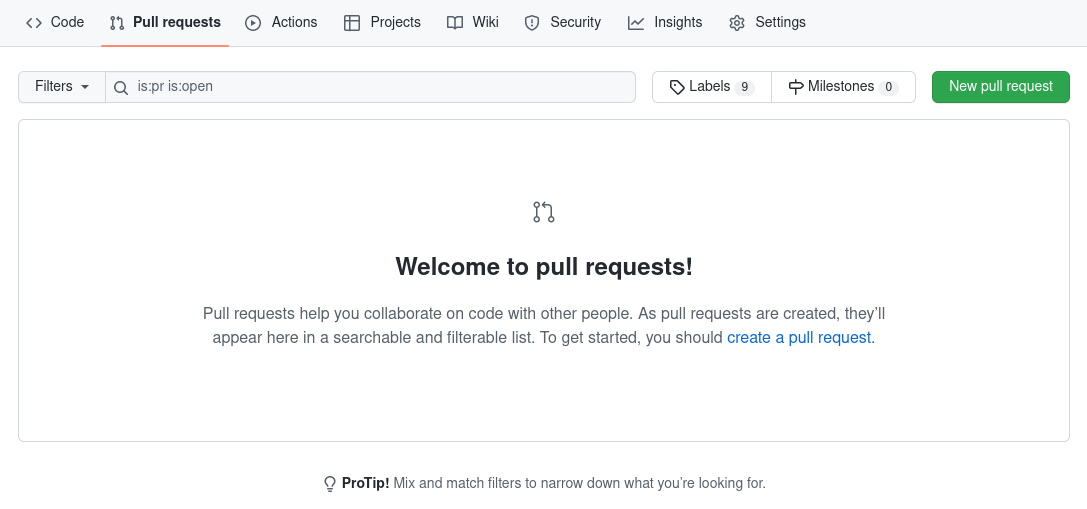 Code Pull requests Actions Projects Wiki Security Insights Settings
Filters is:pr is:open Labels 9 Milestones 0 New pull request
Welcome to pull requests!
Pull requests help you collaborate on code with other people. As pull requests are created, they’ll
appear here in a searchable and filterable list. To get started, you should create a pull request.
ProTip! Mix and match filters to narrow down what you’re looking for.